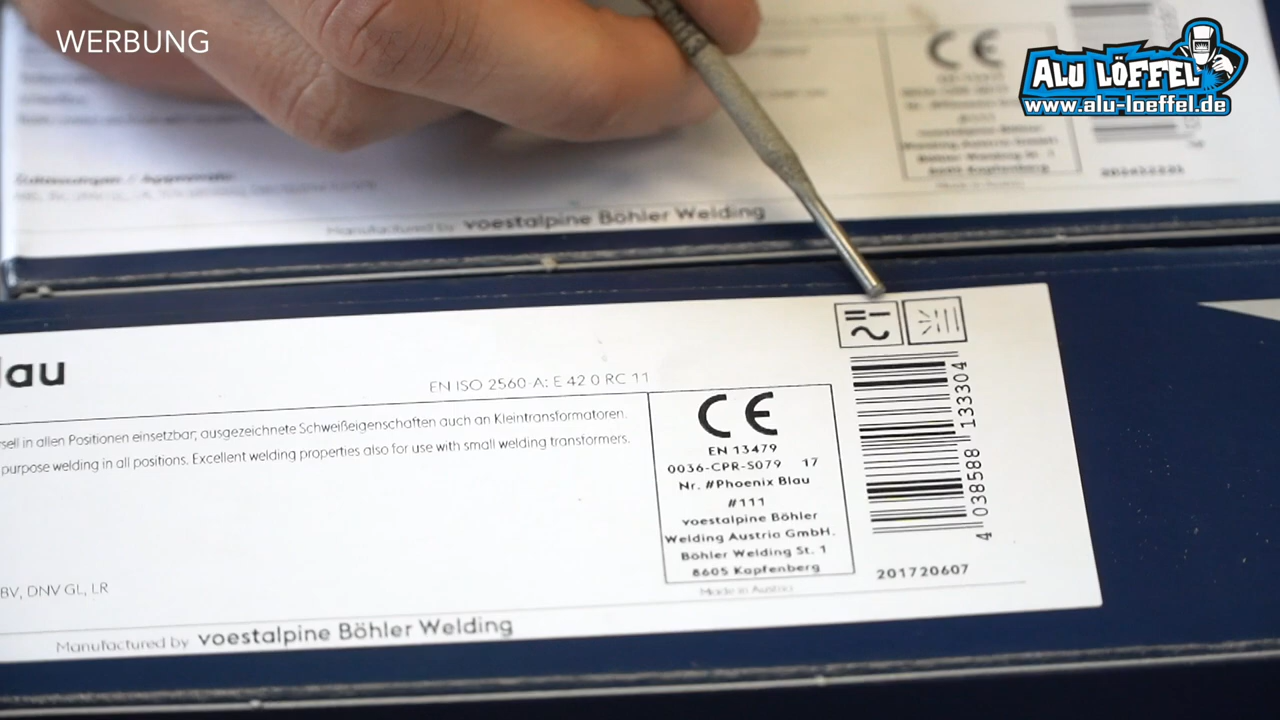 WERBUNG
ALU LÖFFEL
www.alu-loeffel.de
CE
Manufactured by voestalpine Böhler Welding
lau
EN ISO 2560-A: E 42 0 RC 11
sell in allen Positionen einsetzbar; ausgezeichnete Schweißeigenschaften auch an Kleintransformatoren.
purpose welding in all positions. Excellent welding properties also for use with small welding transformers.
CE
EN 13479
0036-CPR-S079 17
Nr. #Phoenix Blau
#111
voestalpine Böhler
Welding Austria GmbH.
Böhler Welding St. 1
8605 Kapfenberg
Made in Austria
4 038588 133304
201720607
BV, DNV GL, LR
Manufactured by voestalpine Böhler Welding